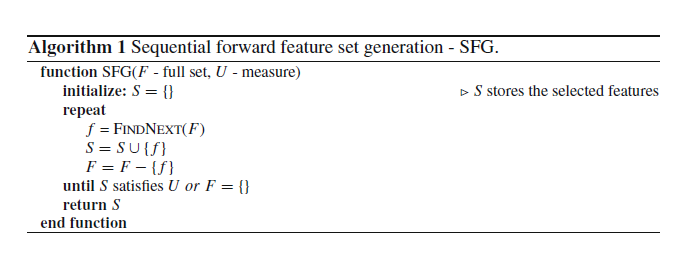 Algorithm 1 Sequential forward feature set generation - SFG.
function SFG(F - full set, U - measure)
initialize: S = {} ▷ S stores the selected features
repeat
f = FINDNEXT(F)
S = S ∪ {f}
F = F − {f}
until S satisfies U or F = {}
return S
end function